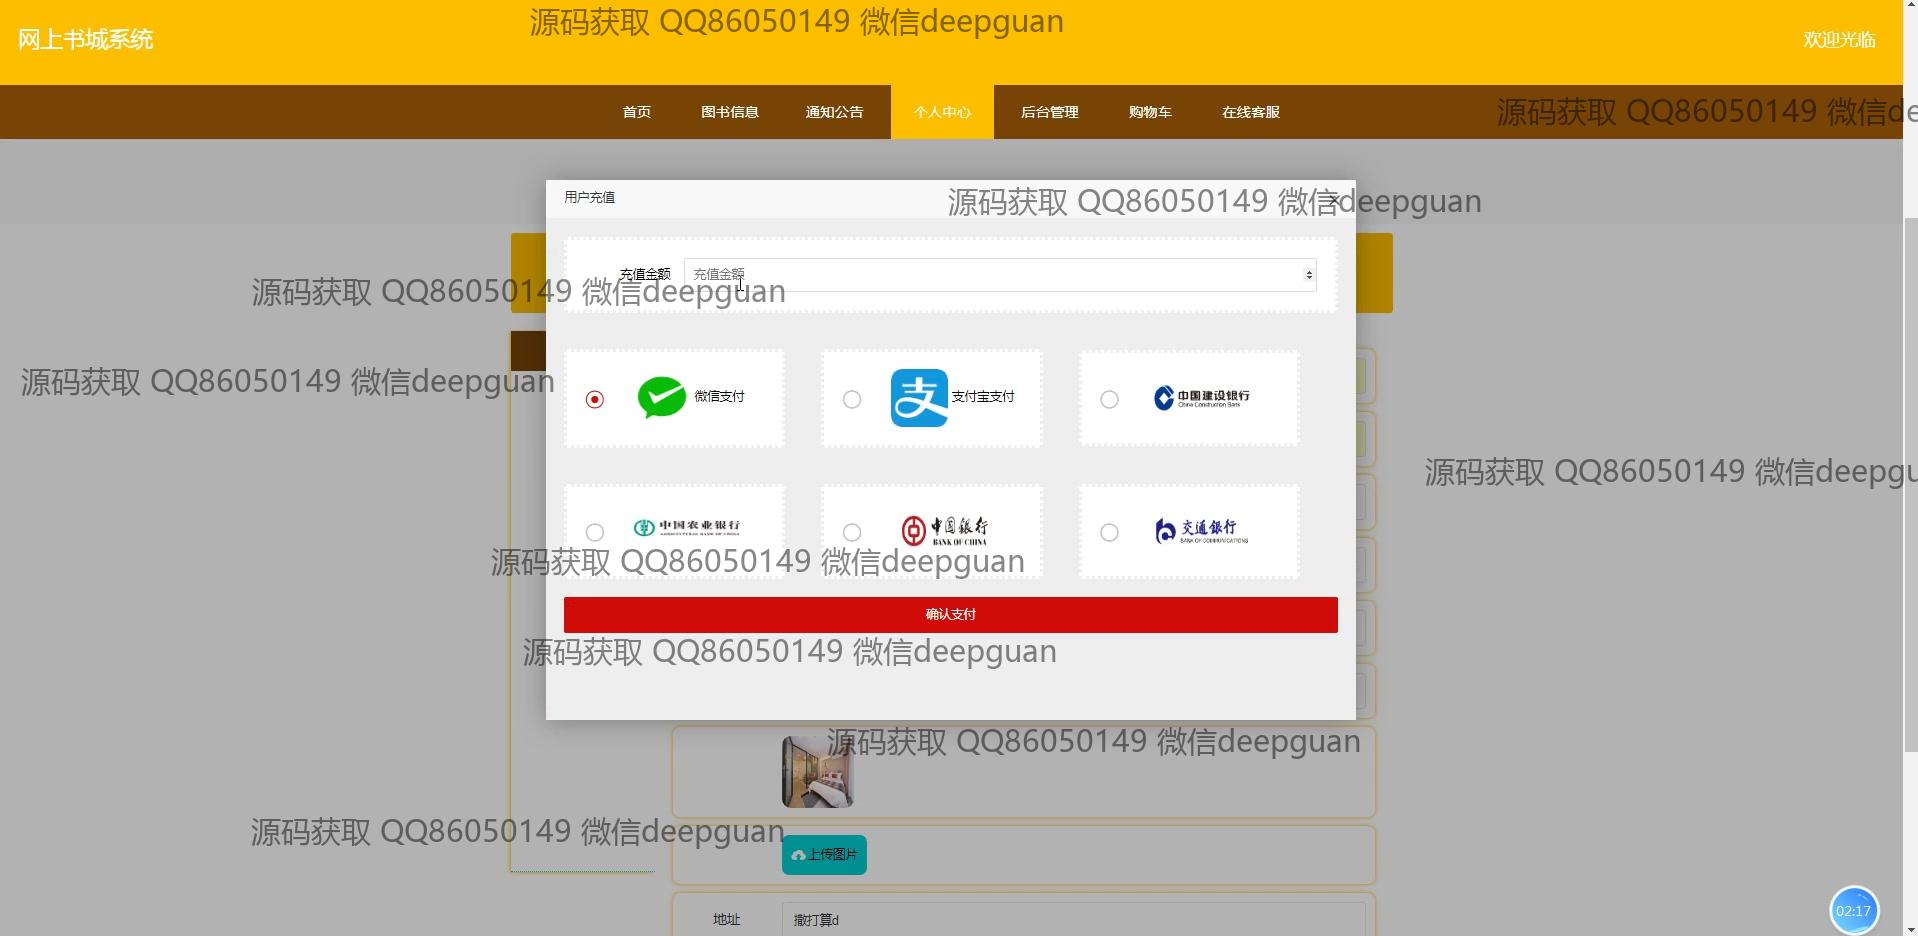 源码获取 QQ86050149 微信deepguan
网上书城系统
欢迎光临
首页 图书信息 通知公告 个人中心 后台管理 购物车 在线客服
源码获取 QQ86050149 微信de
用户充值
源码获取 QQ86050149 微信deepguan
充值金额 充值金额
源码获取 QQ86050149 微信deepguan
源码获取 QQ86050149 微信deepguan
微信支付
支付宝支付
中国建设银行
China Construction Bank
源码获取 QQ86050149 微信deepgu
中国农业银行
AGRICULTURAL BANK OF CHINA
中国银行
BANK OF CHINA
交通银行
BANK OF COMMUNICATIONS
源码获取 QQ86050149 微信deepguan
确认支付
源码获取 QQ86050149 微信deepguan
源码获取 QQ86050149 微信deepguan
源码获取 QQ86050149 微信deepguan
上传图片
地址 撒打算d
02:17